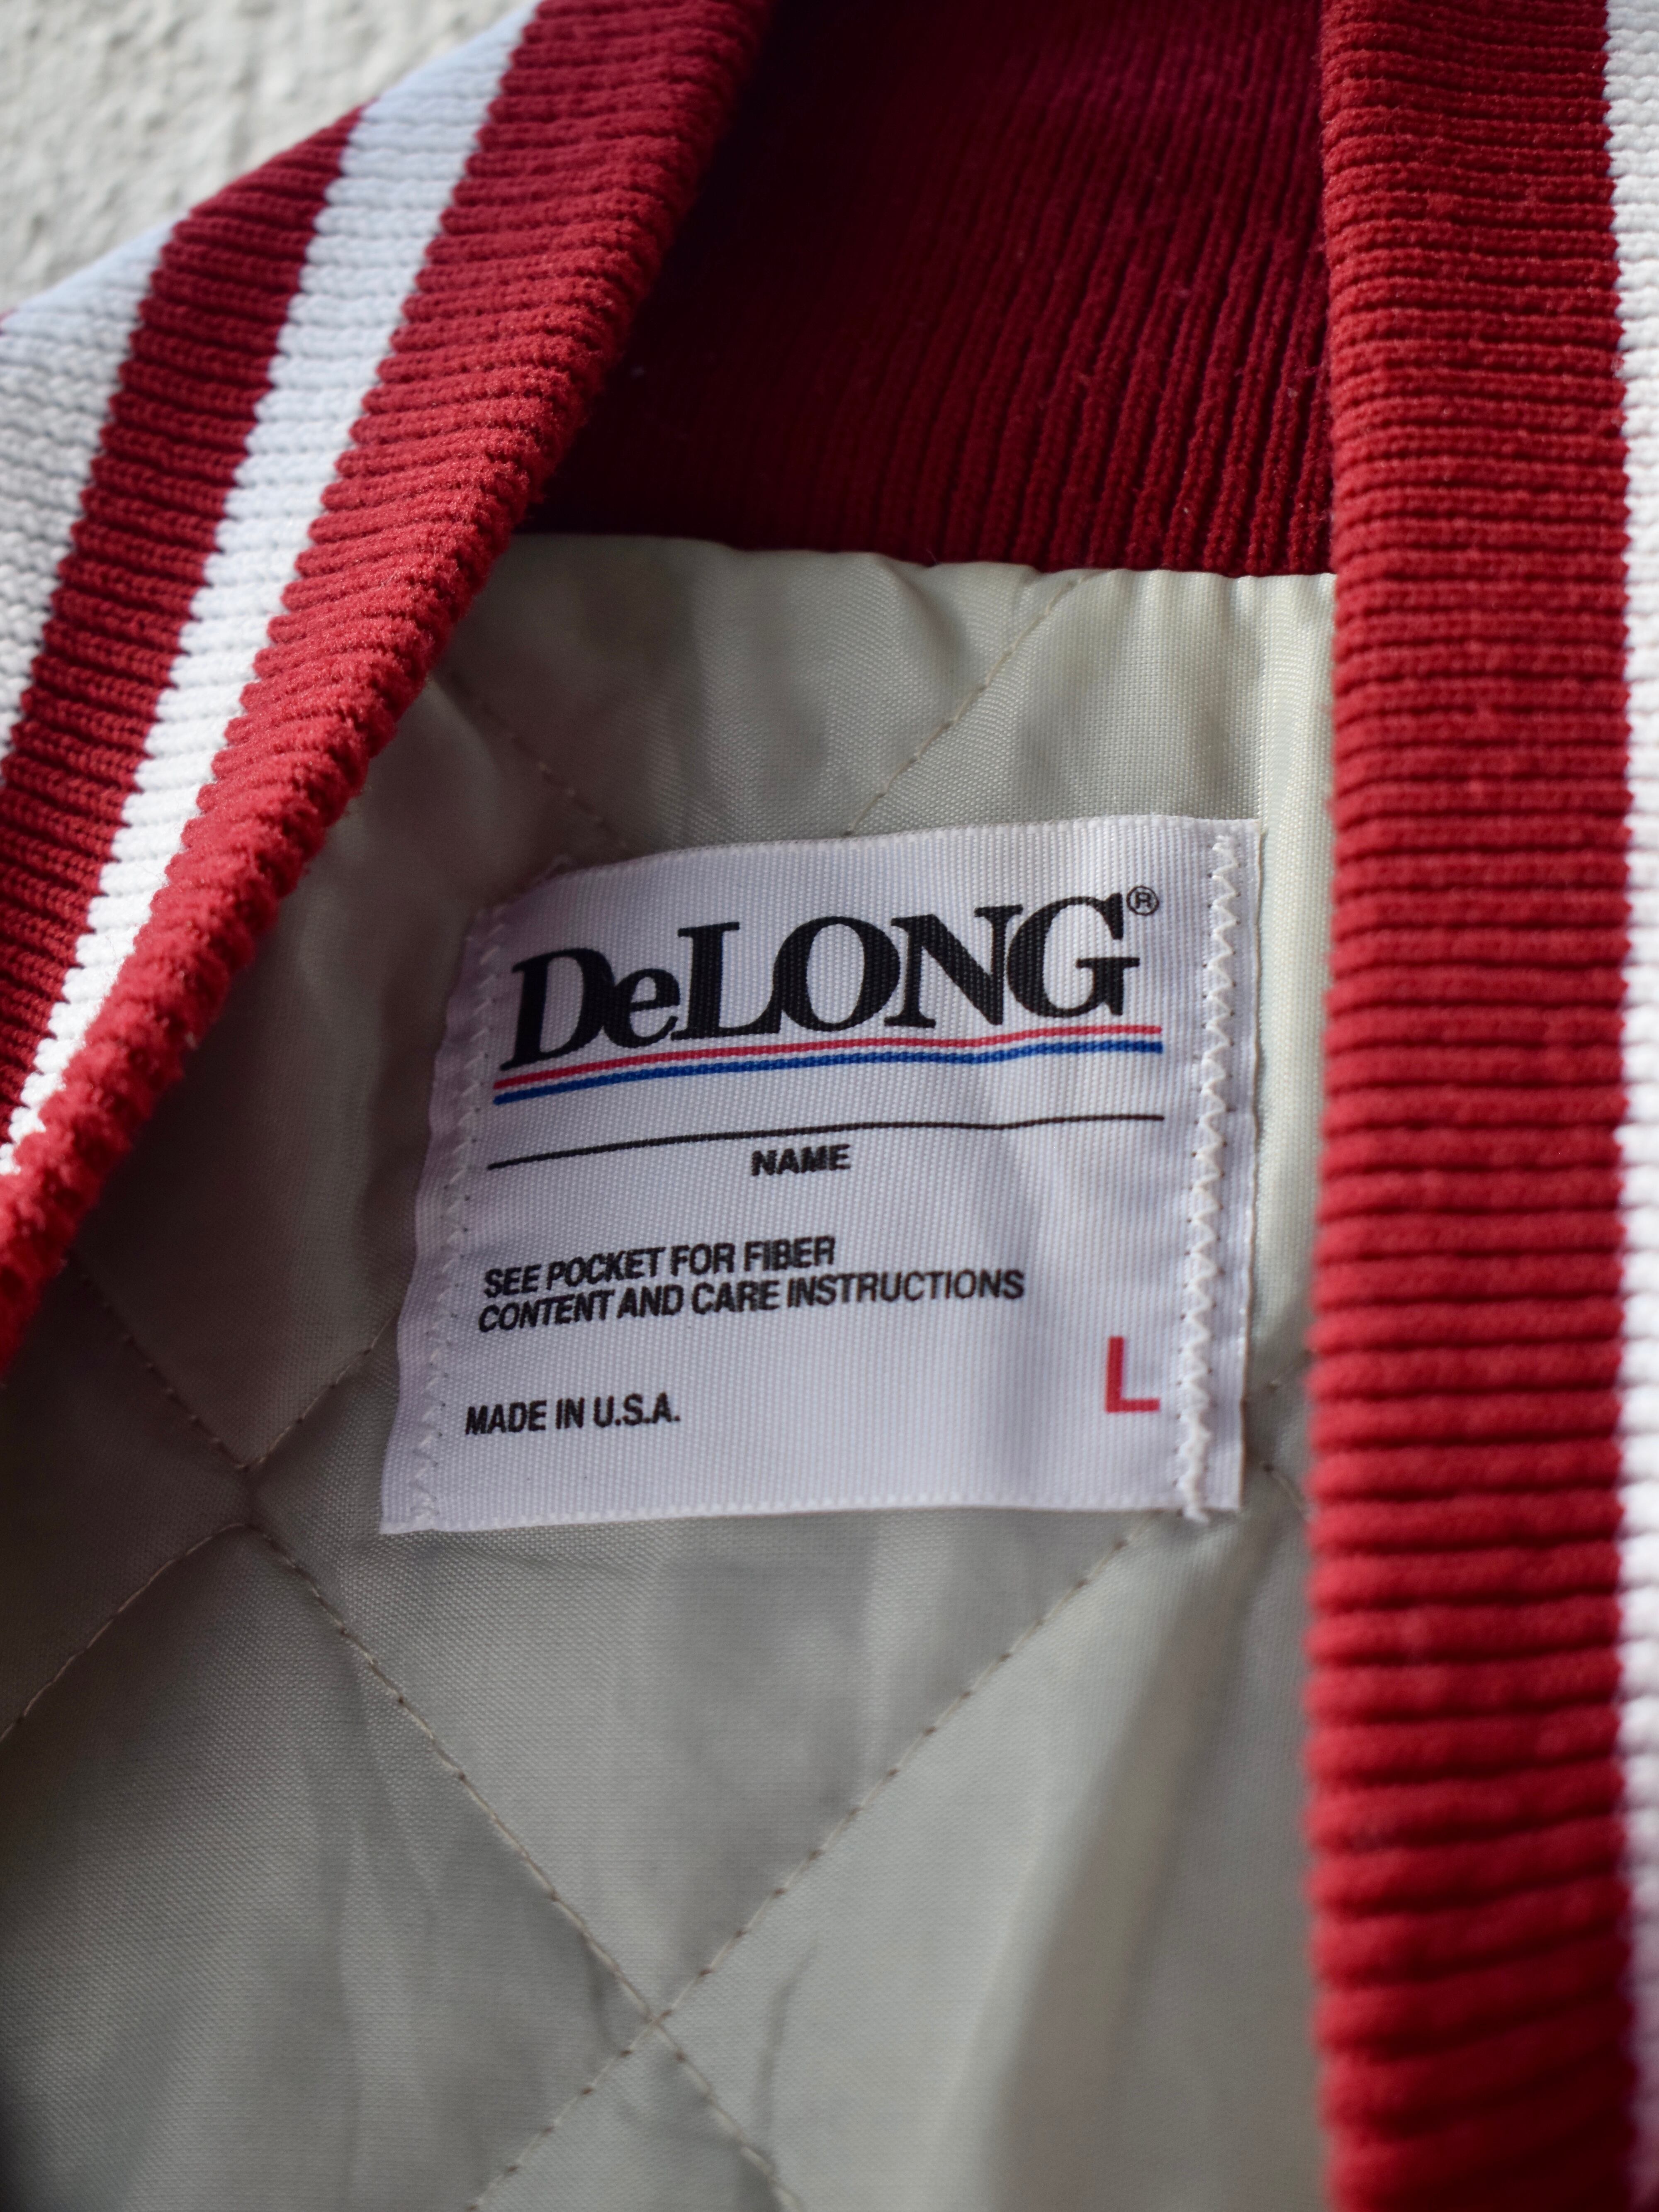 DeLONG®
NAME
SEE POCKET FOR FIBER
CONTENT AND CARE INSTRUCTIONS
L
MADE IN U.S.A.